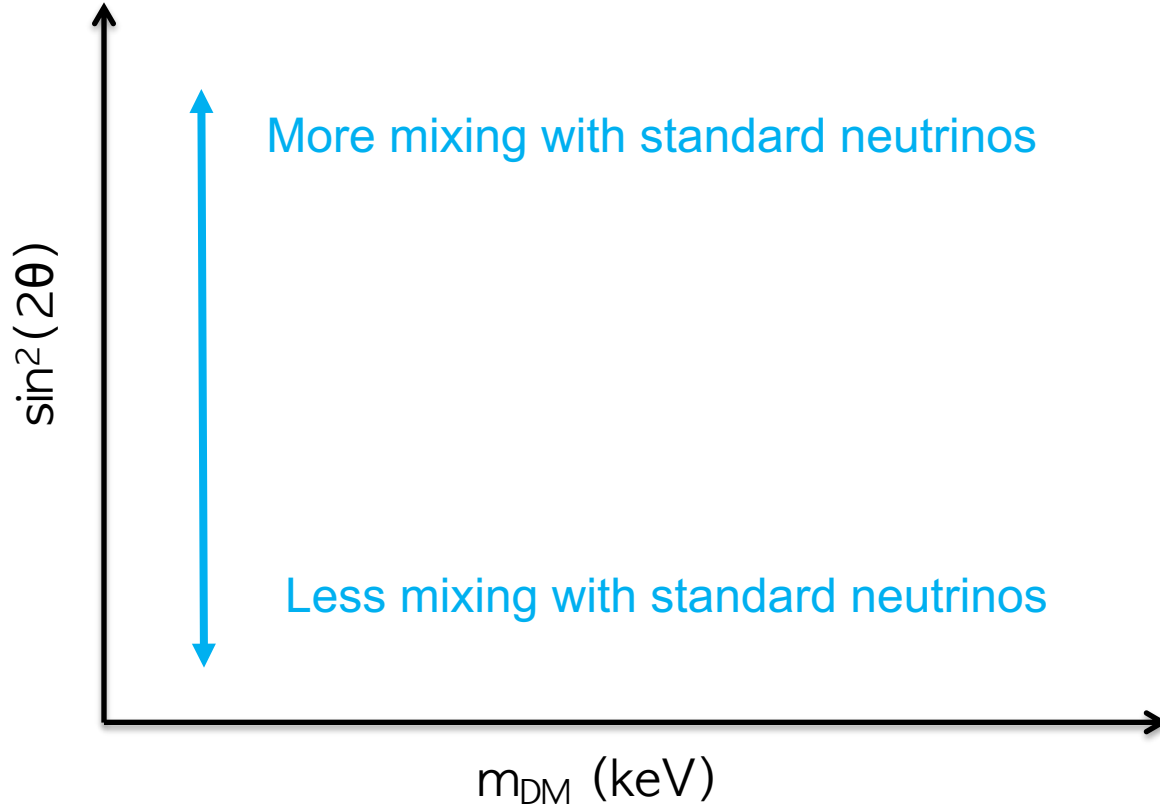 More mixing with standard neutrinos
sin²(2θ)
Less mixing with standard neutrinos
m_DM (keV)